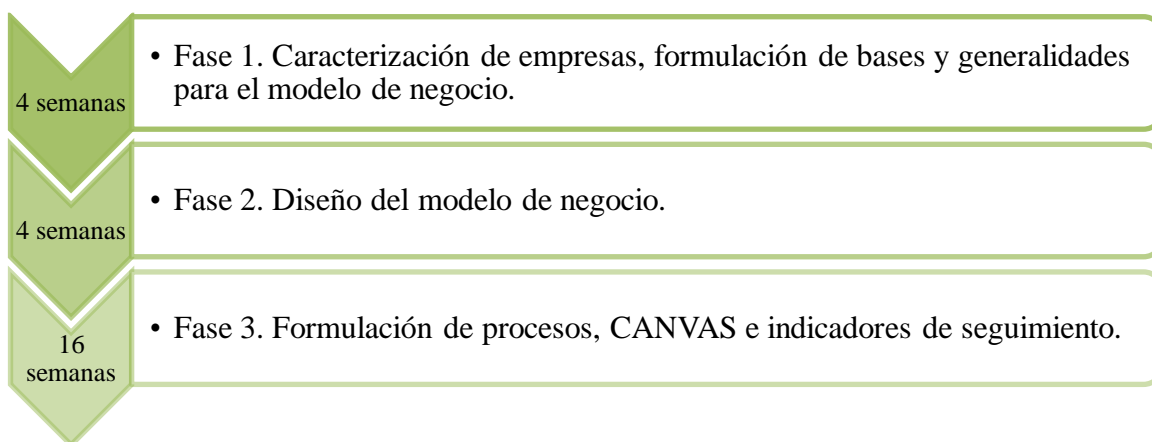 4 semanas
• Fase 1. Caracterización de empresas, formulación de bases y generalidades
para el modelo de negocio.
4 semanas
• Fase 2. Diseño del modelo de negocio.
16
semanas
• Fase 3. Formulación de procesos, CANVAS e indicadores de seguimiento.